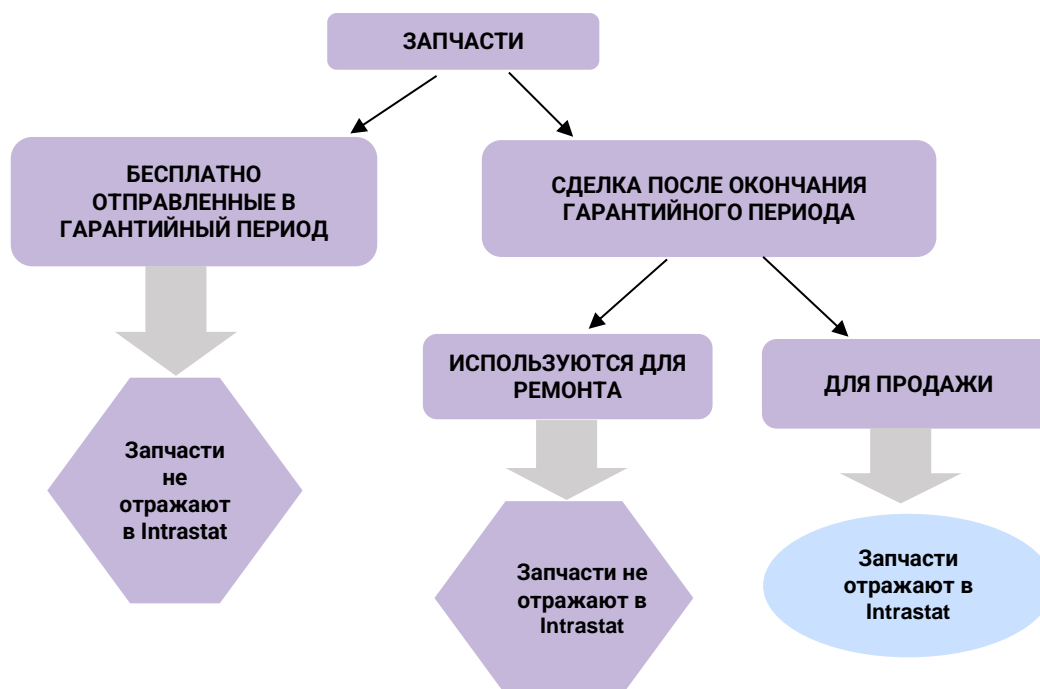 ЗАПЧАСТИ
БЕСПЛАТНО
ОТПРАВЛЕННЫЕ В
ГАРАНТИЙНЫЙ ПЕРИОД
СДЕЛКА ПОСЛЕ ОКОНЧАНИЯ
ГАРАНТИЙНОГО ПЕРИОДА
ИСПОЛЬЗУЮТСЯ ДЛЯ
РЕМОНТА
ДЛЯ ПРОДАЖИ
Запчасти
не
отражают
в Intrastat
Запчасти не
отражают в
Intrastat
Запчасти
отражают в
Intrastat